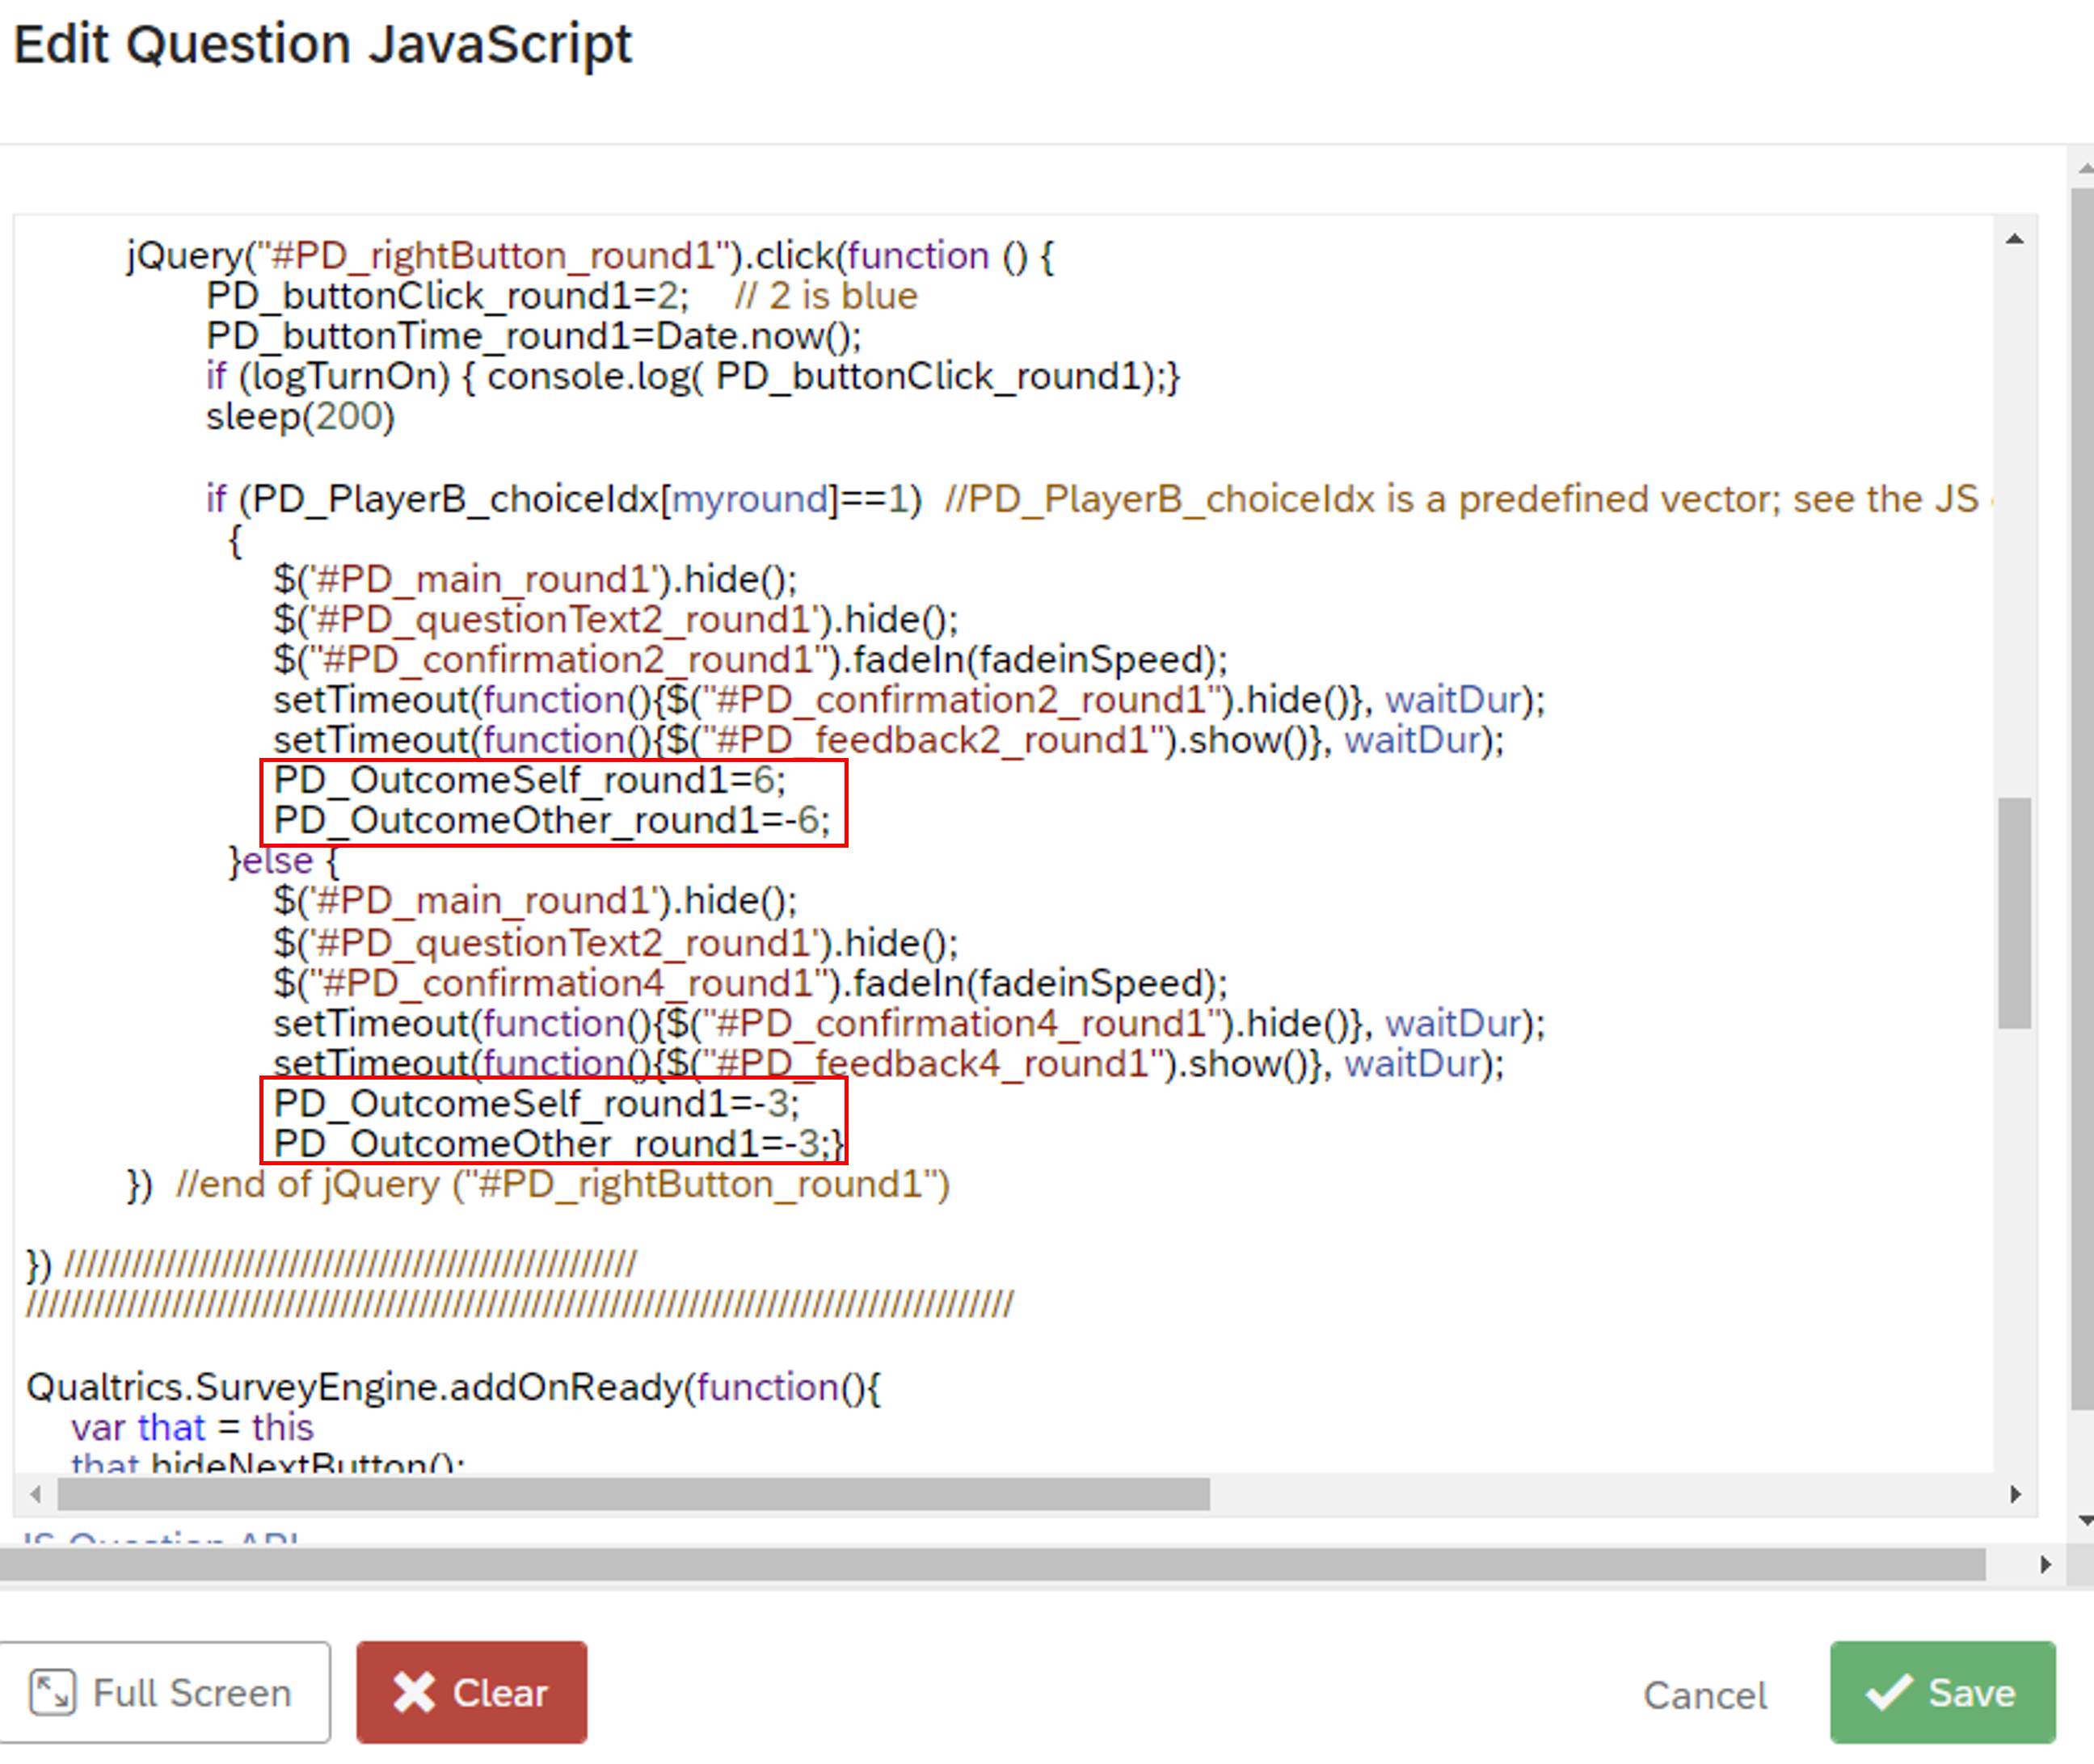 Edit Question JavaScript
jQuery("#PD_rightButton_round1").click(function () {
PD_buttonClick_round1=2;    // 2 is blue
PD_buttonTime_round1=Date.now();
if (logTurnOn) { console.log( PD_buttonClick_round1);}
sleep(200)
if (PD_PlayerB_choiceIdx[myround]==1)  //PD_PlayerB_choiceIdx is a predefined vector; see the JS
{
$('#PD_main_round1').hide();
$('#PD_questionText2_round1').hide();
$("#PD_confirmation2_round1").fadeIn(fadeinSpeed);
setTimeout(function(){$("#PD_confirmation2_round1").hide()}, waitDur);
setTimeout(function(){$("#PD_feedback2_round1").show()}, waitDur);
PD_OutcomeSelf_round1=6;
PD_OutcomeOther_round1=-6;
}else {
$('#PD_main_round1').hide();
$('#PD_questionText2_round1').hide();
$("#PD_confirmation4_round1").fadeIn(fadeinSpeed);
setTimeout(function(){$("#PD_confirmation4_round1").hide()}, waitDur);
setTimeout(function(){$("#PD_feedback4_round1").show()}, waitDur);
PD_OutcomeSelf_round1=-3;
PD_OutcomeOther_round1=-3;}
})  //end of jQuery ("#PD_rightButton_round1")
}) ///////////////////////////////////////////////////
////////////////////////////////////////////////////////////////////////////////////////
Qualtrics.SurveyEngine.addOnReady(function(){
var that = this
that.hideNextButton();
JS Question API
Full Screen
Clear
Cancel
Save